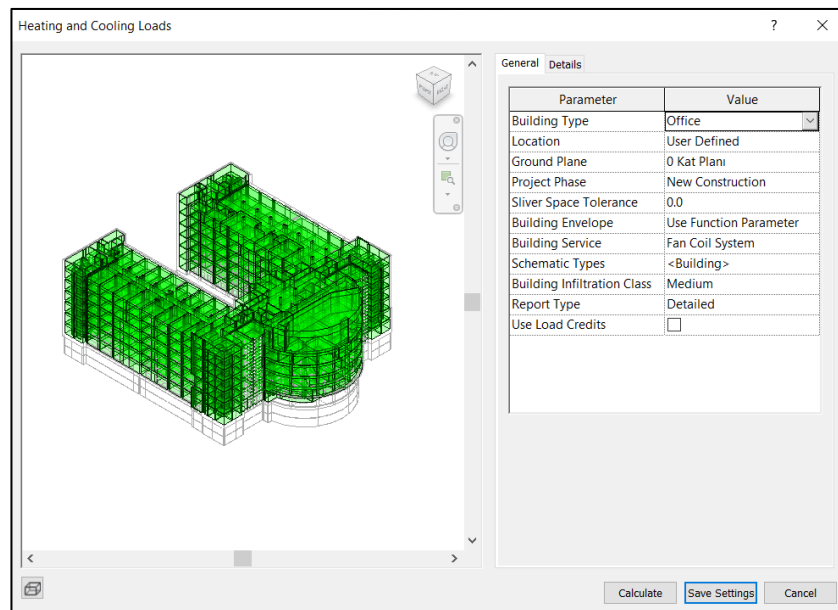 Heating and Cooling Loads
?
General Details
Parameter Value
Building Type Office
Location User Defined
Ground Plane 0 Kat Planı
Project Phase New Construction
Sliver Space Tolerance 0.0
Building Envelope Use Function Parameter
Building Service Fan Coil System
Schematic Types <Building>
Building Infiltration Class Medium
Report Type Detailed
Use Load Credits
Calculate Save Settings Cancel